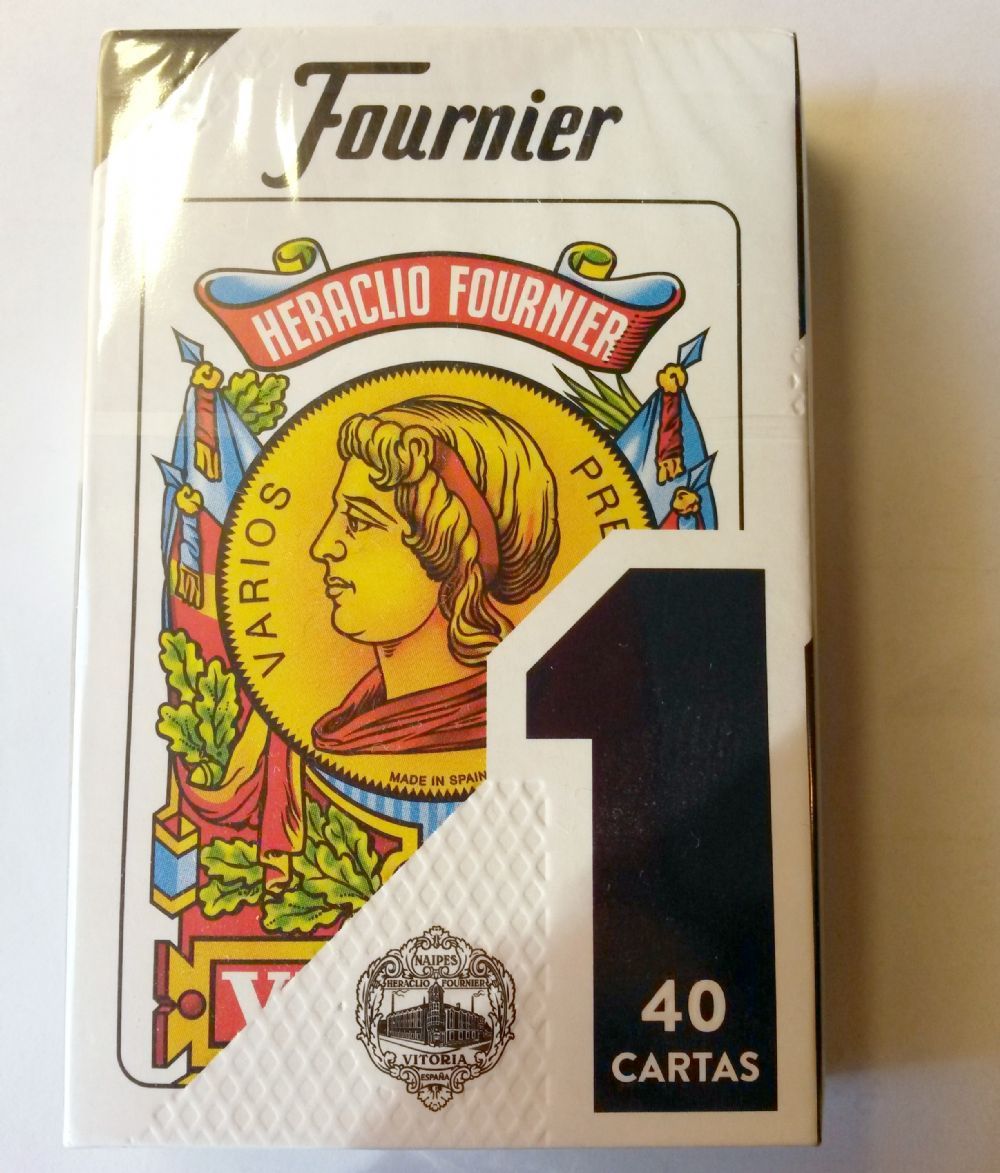 Fournier
HERACLIO FOURNIER
VARIOS
MADE IN SPAIN
1
40
CARTAS
NAIPES
HERACLIO FOURNIER
VITORIA
ESPAÑA